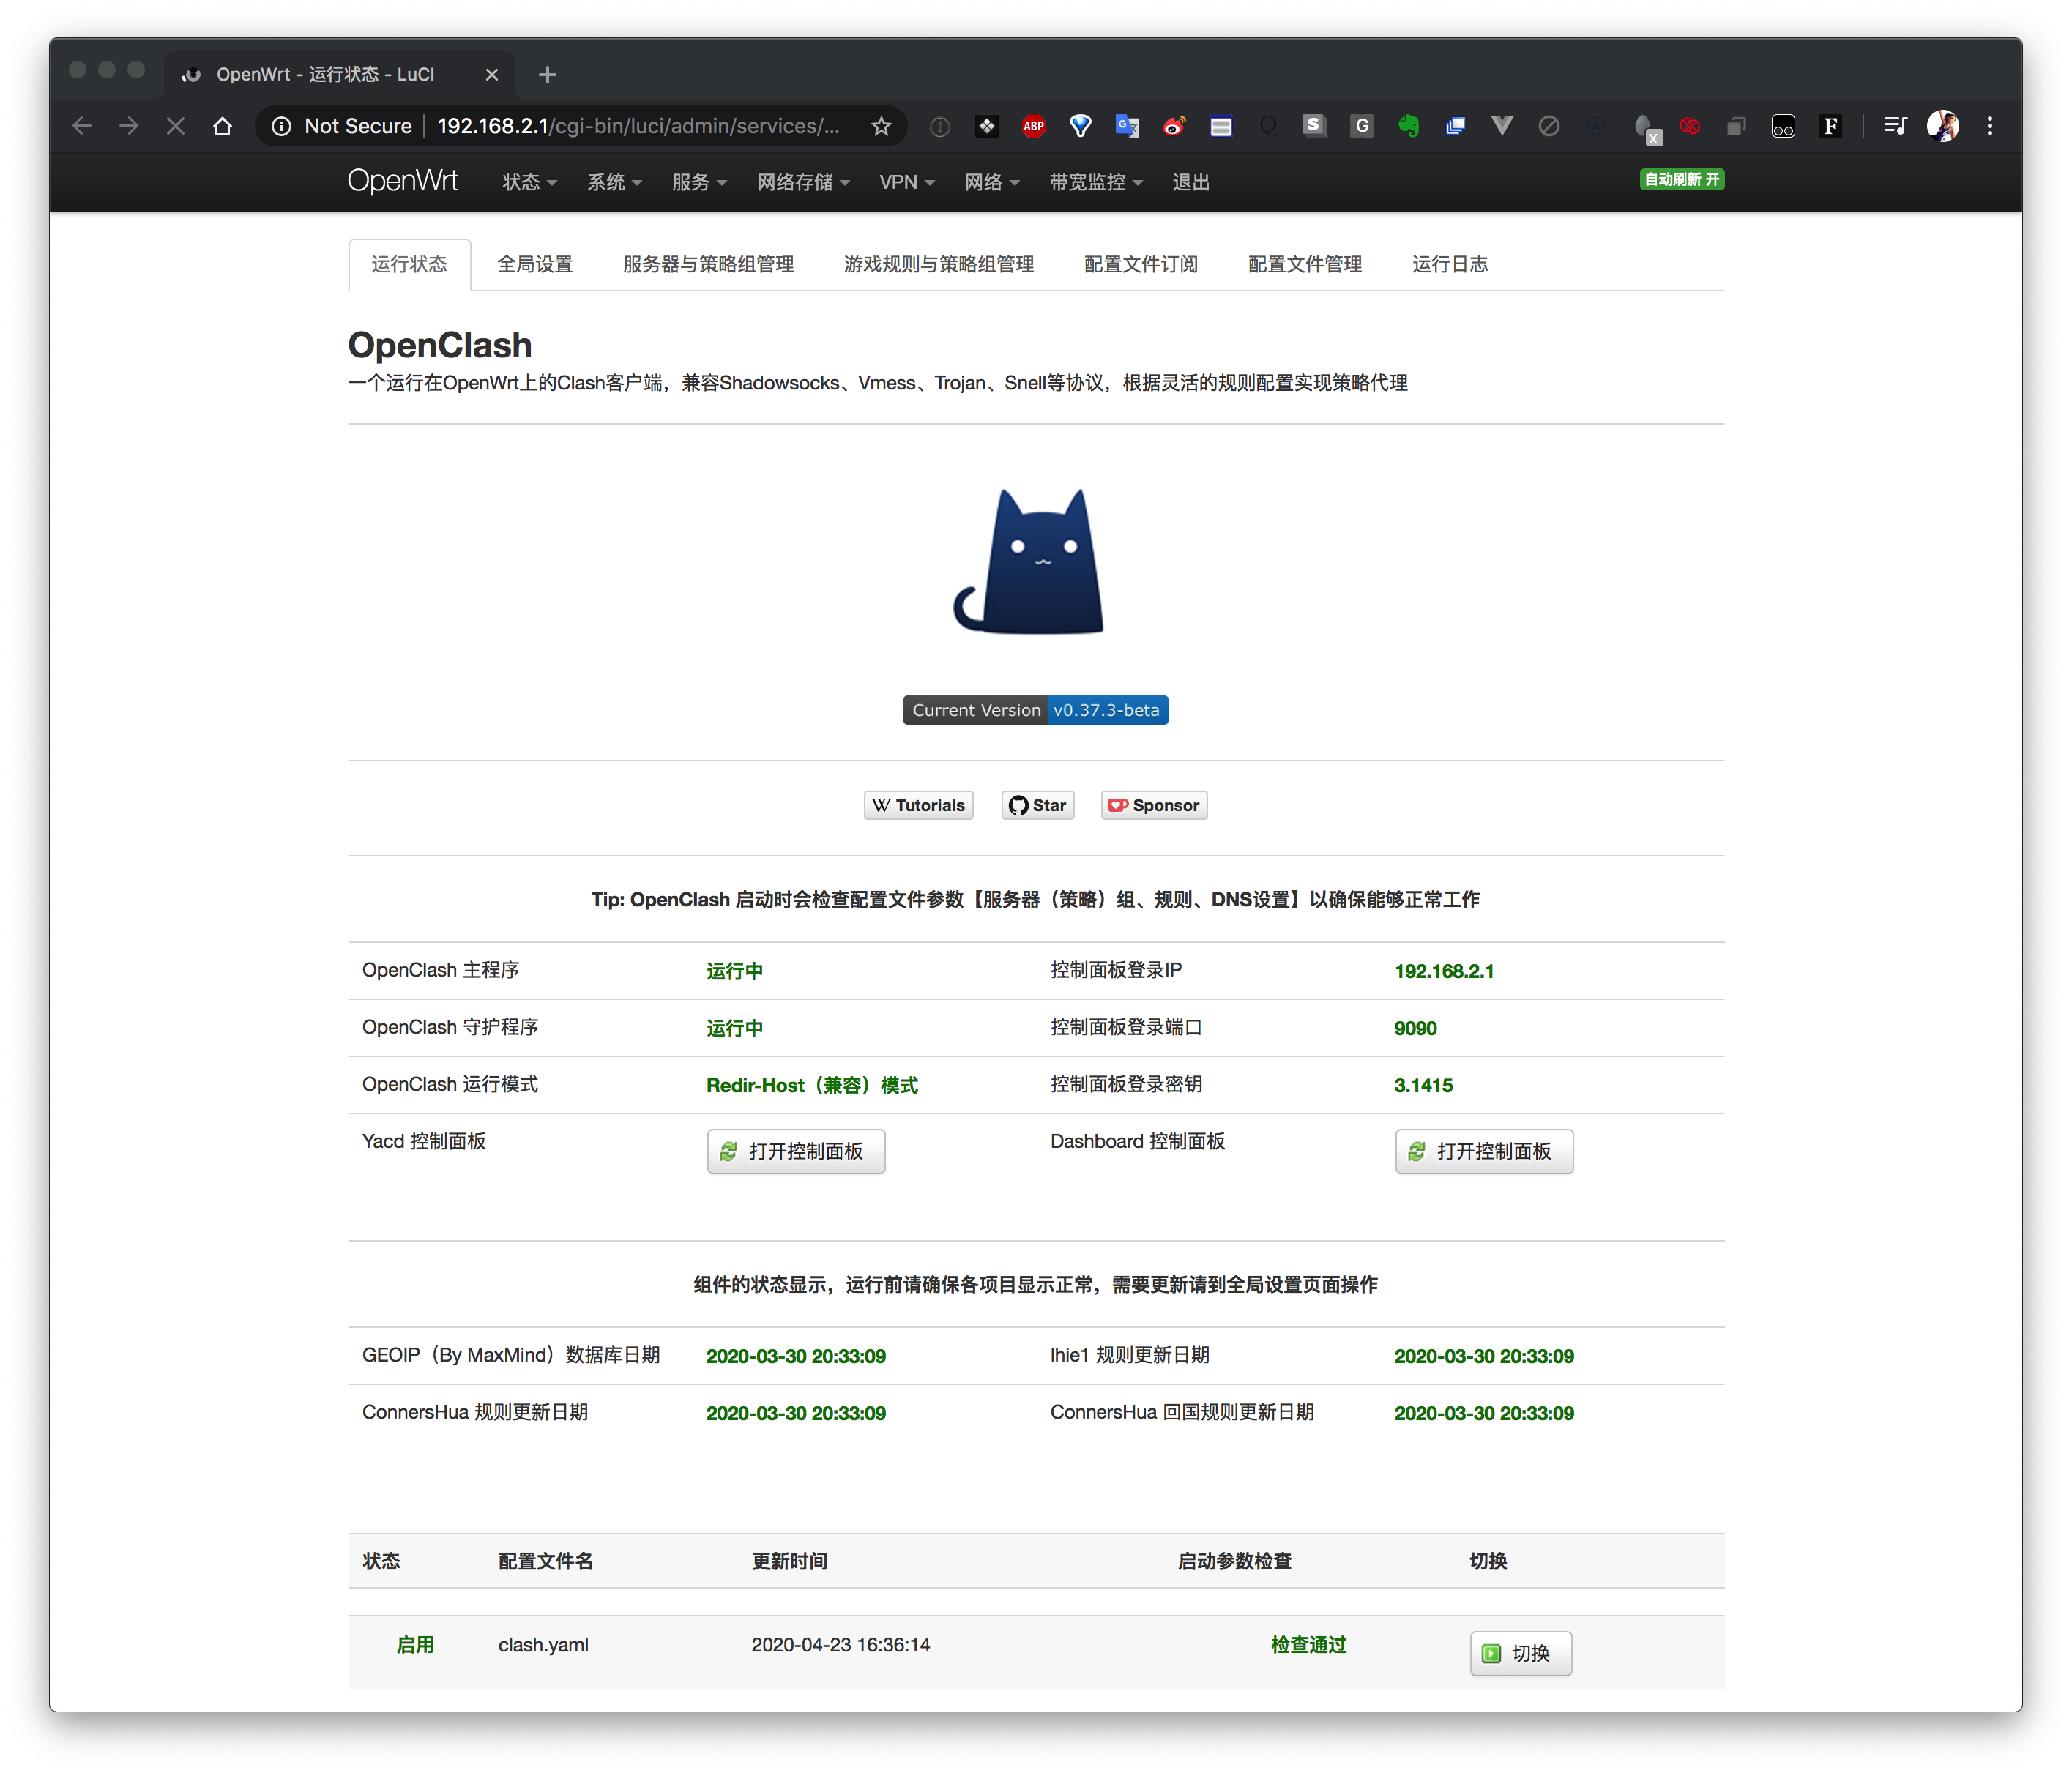 OpenWrt - 运行状态 - LuCI
Not Secure | 192.168.2.1/cgi-bin/luci/admin/services/...
ABP
OpenWrt 状态 系统 服务 网络存储 VPN 网络 带宽监控 退出 自动刷新 开
运行状态 全局设置 服务器与策略组管理 游戏规则与策略组管理 配置文件订阅 配置文件管理 运行日志
OpenClash
一个运行在OpenWrt上的Clash客户端，兼容Shadowsocks、Vmess、Trojan、Snell等协议，根据灵活的规则配置实现策略代理
Current Version v0.37.3-beta
W Tutorials Star Sponsor
Tip: OpenClash 启动时会检查配置文件参数【服务器（策略）组、规则、DNS设置】以确保能够正常工作
OpenClash 主程序 运行中 控制面板登录IP 192.168.2.1
OpenClash 守护程序 运行中 控制面板登录端口 9090
OpenClash 运行模式 Redir-Host（兼容）模式 控制面板登录密钥 3.1415
Yacd 控制面板 打开控制面板 Dashboard 控制面板 打开控制面板
组件的状态显示，运行前请确保各项目显示正常，需要更新请到全局设置页面操作
GEOIP（By MaxMind）数据库日期 2020-03-30 20:33:09 lhie1 规则更新日期 2020-03-30 20:33:09
ConnersHua 规则更新日期 2020-03-30 20:33:09 ConnersHua 回国规则更新日期 2020-03-30 20:33:09
状态 配置文件名 更新时间 启动参数检查 切换
启用 clash.yaml 2020-04-23 16:36:14 检查通过 切换